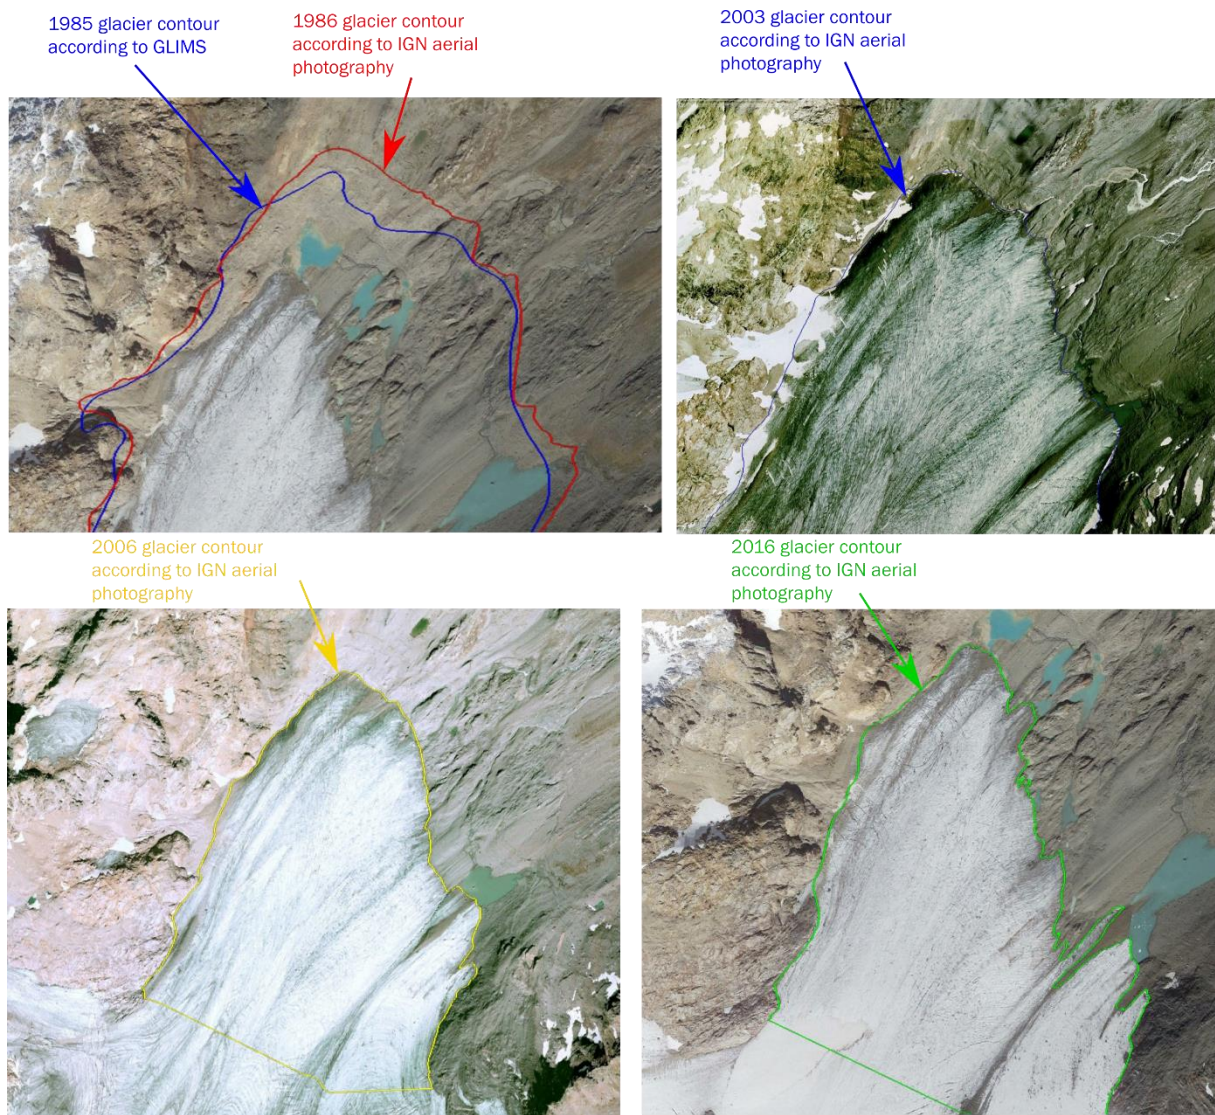 1985 glacier contour
according to GLIMS
1986 glacier contour
according to IGN aerial
photography
2003 glacier contour
according to IGN aerial
photography
2006 glacier contour
according to IGN aerial
photography
2016 glacier contour
according to IGN aerial
photography